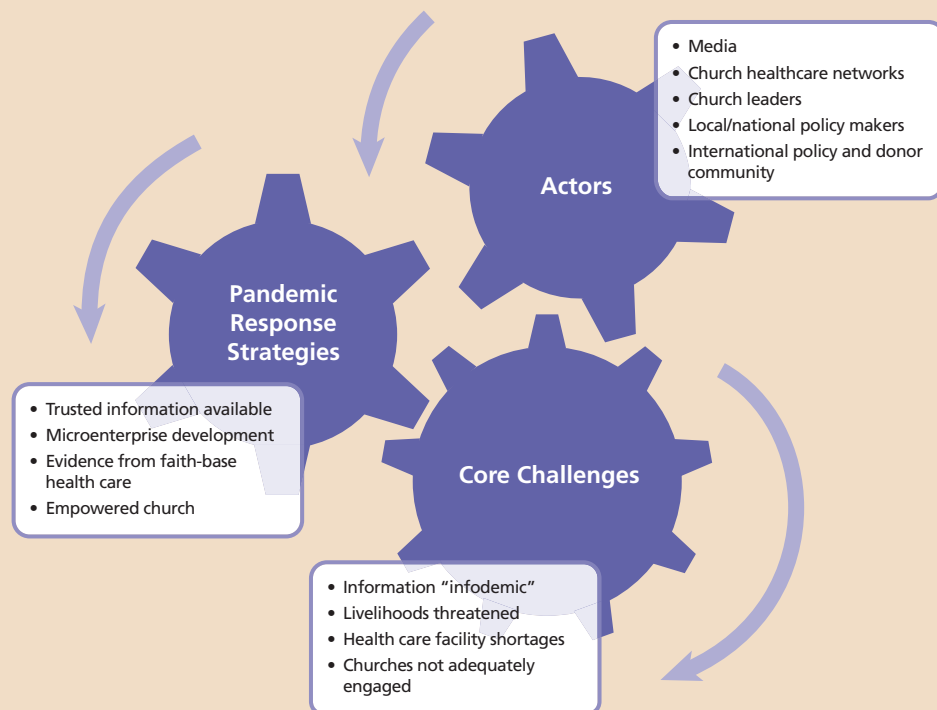 • Media
• Church healthcare networks
• Church leaders
• Local/national policy makers
• International policy and donor
community
Actors
Pandemic
Response
Strategies
• Trusted information available
• Microenterprise development
• Evidence from faith-base
health care
• Empowered church
Core Challenges
• Information “infodemic”
• Livelihoods threatened
• Health care facility shortages
• Churches not adequately
engaged